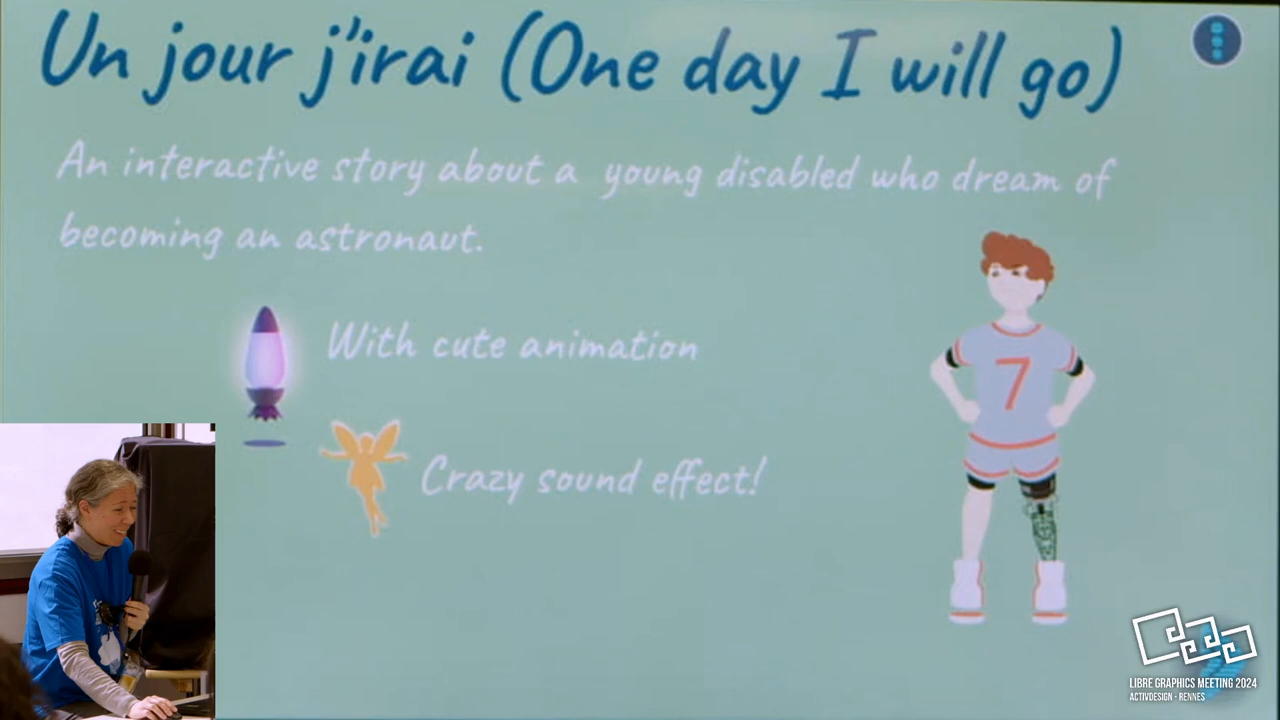 Un jour j'irai (One day I will go)
An interactive story about a young disabled who dream of
becoming an astronaut.
With cute animation
Crazy sound effect!
7
LIBRE GRAPHICS MEETING 2024
ACTIVDESIGN - RENNES